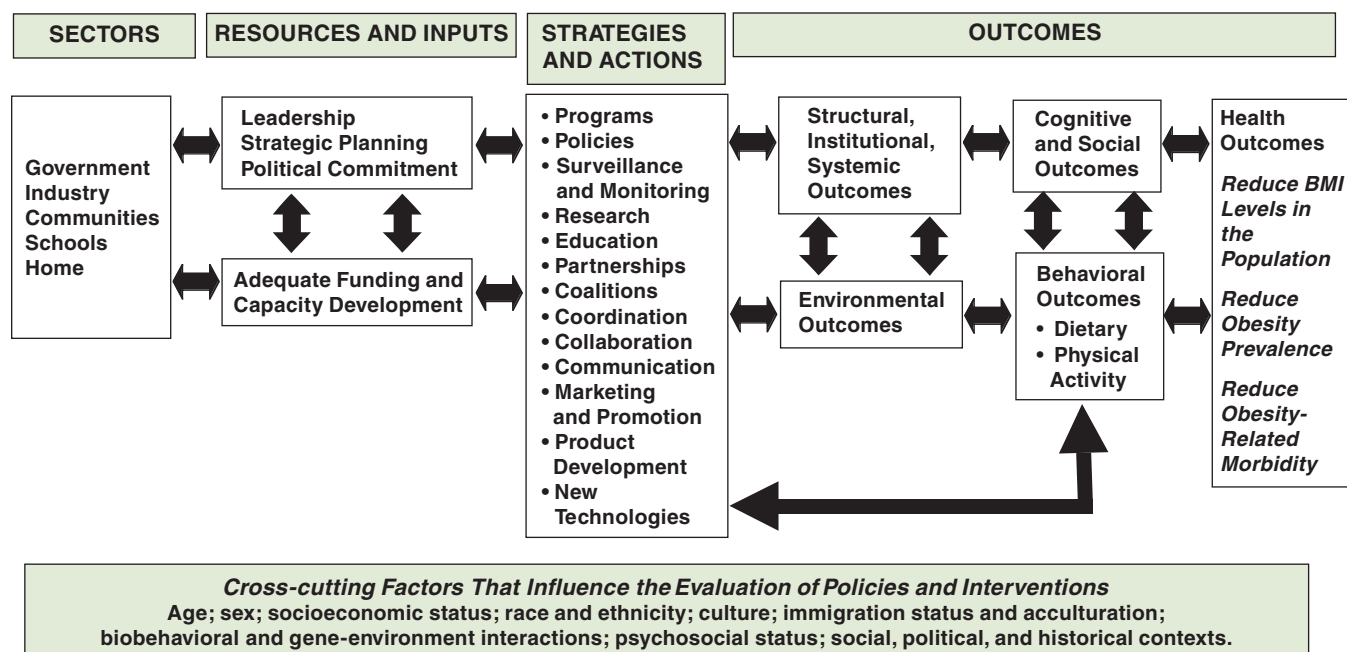 SECTORS
RESOURCES AND INPUTS
STRATEGIES
AND ACTIONS
OUTCOMES
Government
Industry
Communities
Schools
Home
Leadership
Strategic Planning
Political Commitment
Adequate Funding and
Capacity Development
• Programs
• Policies
• Surveillance
and Monitoring
• Research
• Education
• Partnerships
• Coalitions
• Coordination
• Collaboration
• Communication
• Marketing
and Promotion
• Product
Development
• New
Technologies
Structural,
Institutional,
Systemic
Outcomes
Environmental
Outcomes
Cognitive
and Social
Outcomes
Behavioral
Outcomes
• Dietary
• Physical
Activity
Health
Outcomes
Reduce BMI
Levels in
the
Population
Reduce
Obesity
Prevalence
Reduce
Obesity-
Related
Morbidity
Cross-cutting Factors That Influence the Evaluation of Policies and Interventions
Age; sex; socioeconomic status; race and ethnicity; culture; immigration status and acculturation;
biobehavioral and gene-environment interactions; psychosocial status; social, political, and historical contexts.